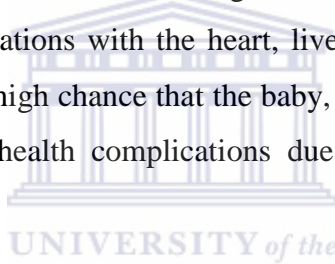 ations with the heart, live
high chance that the baby,
health complications due
UNIVERSITY of the